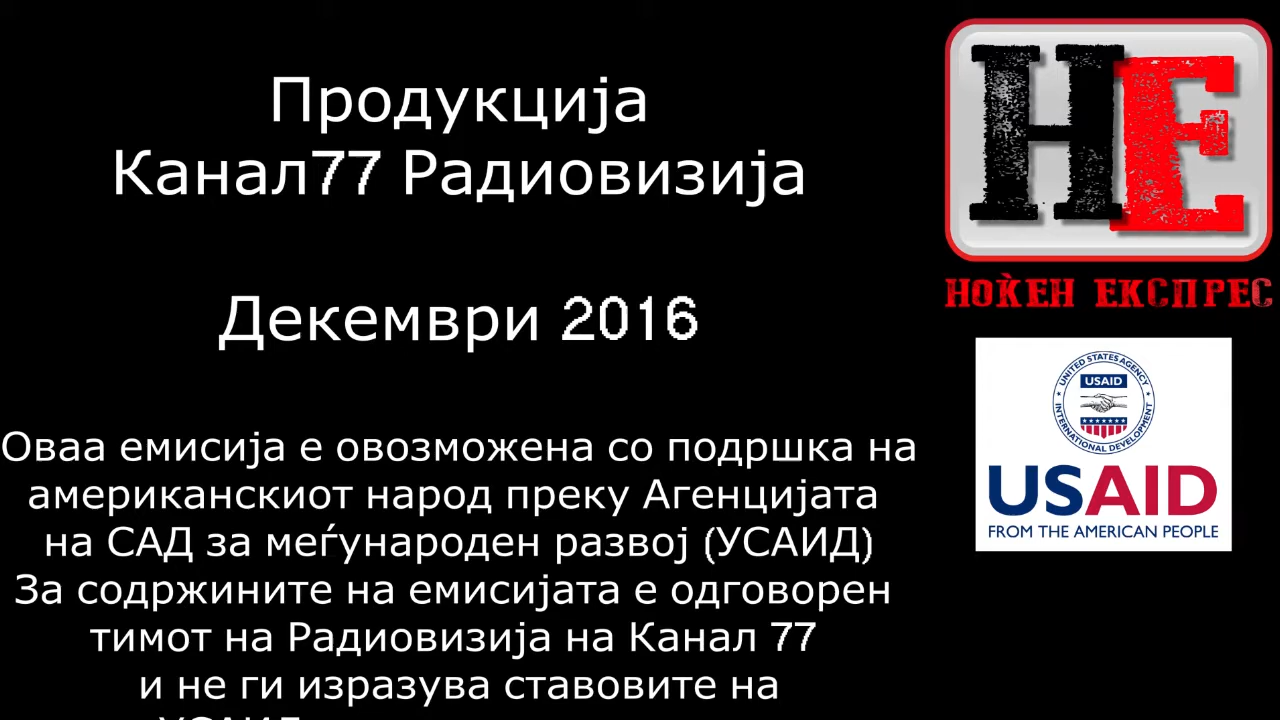 Продукција
Канал77 Радиовизија
Декември 2016
Оваа емисија е овозможена со подршка на
американскиот народ преку Агенцијата
на САД за меѓународен развој (УСАИД)
За содржините на емисијата е одговорен
тимот на Радиовизија на Канал 77
и не ги изразува ставовите на
НЕ
НОЌЕН ЕКСПРЕС
UNITED STATES AGENCY
USAID
INTERNATIONAL DEVELOPMENT
USAID
FROM THE AMERICAN PEOPLE